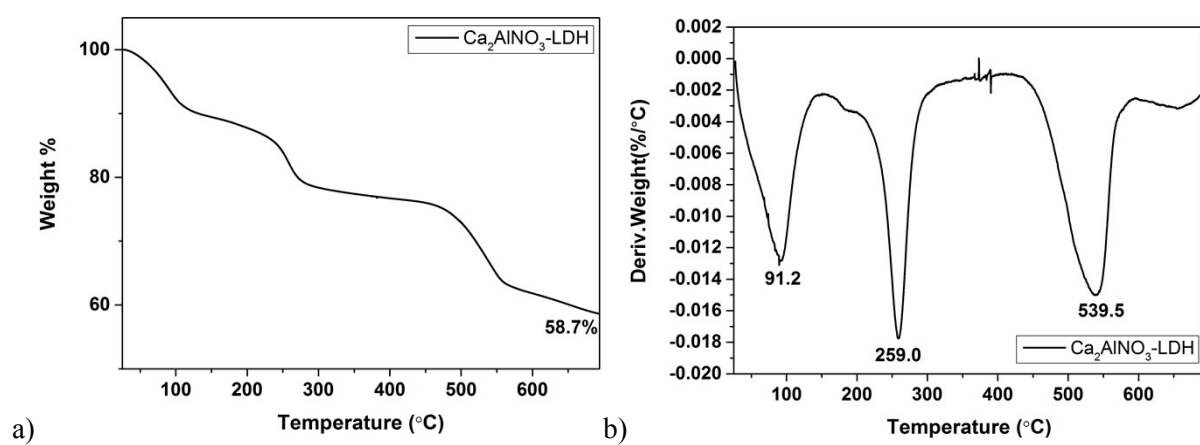 Ca₂AlNO₃-LDH
100
80
60
Weight %
58.7%
100 200 300 400 500 600
Temperature (°C)
a)
0.002
0.000
-0.002
-0.004
-0.006
-0.008
-0.010
-0.012
-0.014
-0.016
-0.018
-0.020
Deriv.Weight(%/°C)
91.2
259.0
539.5
Ca₂AlNO₃-LDH
100 200 300 400 500 600
Temperature (°C)
b)